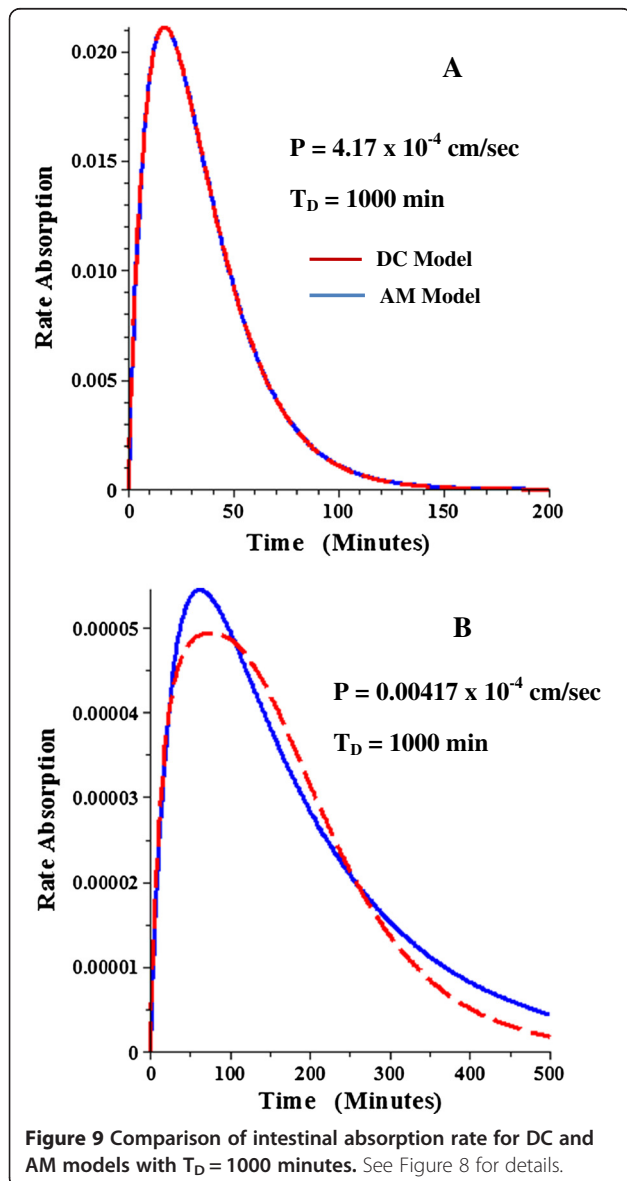 0.020
0.015
0.010
0.005
0
Rate Absorption
A
P = 4.17 x 10⁻⁴ cm/sec
T_D = 1000 min
DC Model
AM Model
0 50 100 150 200
Time (Minutes)
0.00005
0.00004
0.00003
0.00002
0.00001
0
Rate Absorption
B
P = 0.00417 x 10⁻⁴ cm/sec
T_D = 1000 min
0 100 200 300 400 500
Time (Minutes)
Figure 9 Comparison of intestinal absorption rate for DC and
AM models with T_D = 1000 minutes. See Figure 8 for details.